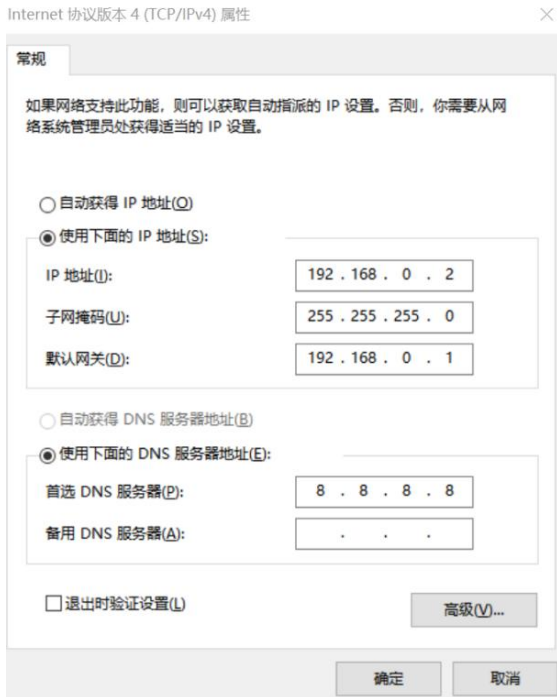 Internet 协议版本 4 (TCP/IPv4) 属性
常规
如果网络支持此功能，则可以获取自动指派的 IP 设置。否则，你需要从网
络系统管理员处获得适当的 IP 设置。
自动获得 IP 地址(O)
使用下面的 IP 地址(S):
IP 地址(I): 192 . 168 . 0 . 2
子网掩码(U): 255 . 255 . 255 . 0
默认网关(D): 192 . 168 . 0 . 1
自动获得 DNS 服务器地址(B)
使用下面的 DNS 服务器地址(E):
首选 DNS 服务器(P): 8 . 8 . 8 . 8
备用 DNS 服务器(A): . . .
退出时验证设置(L)
高级(V)...
确定 取消